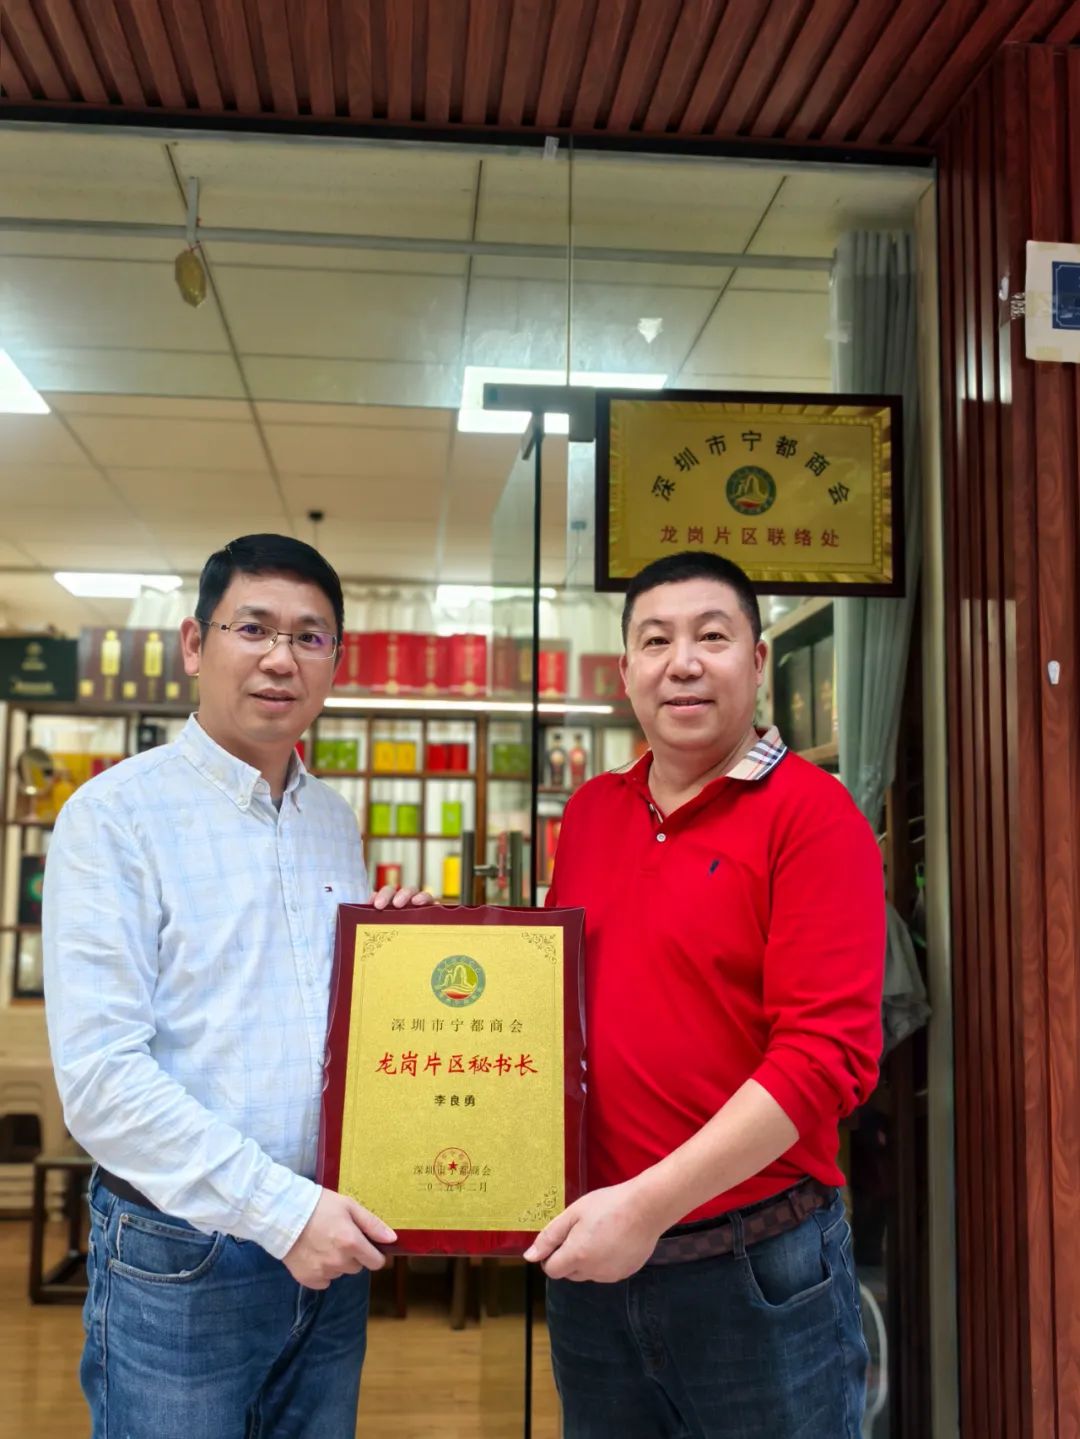 深圳市宁都商会
龙岗片区联络处
深圳市宁都商会
龙岗片区秘书长
李良勇
深圳市宁都商会
二〇二五年二月